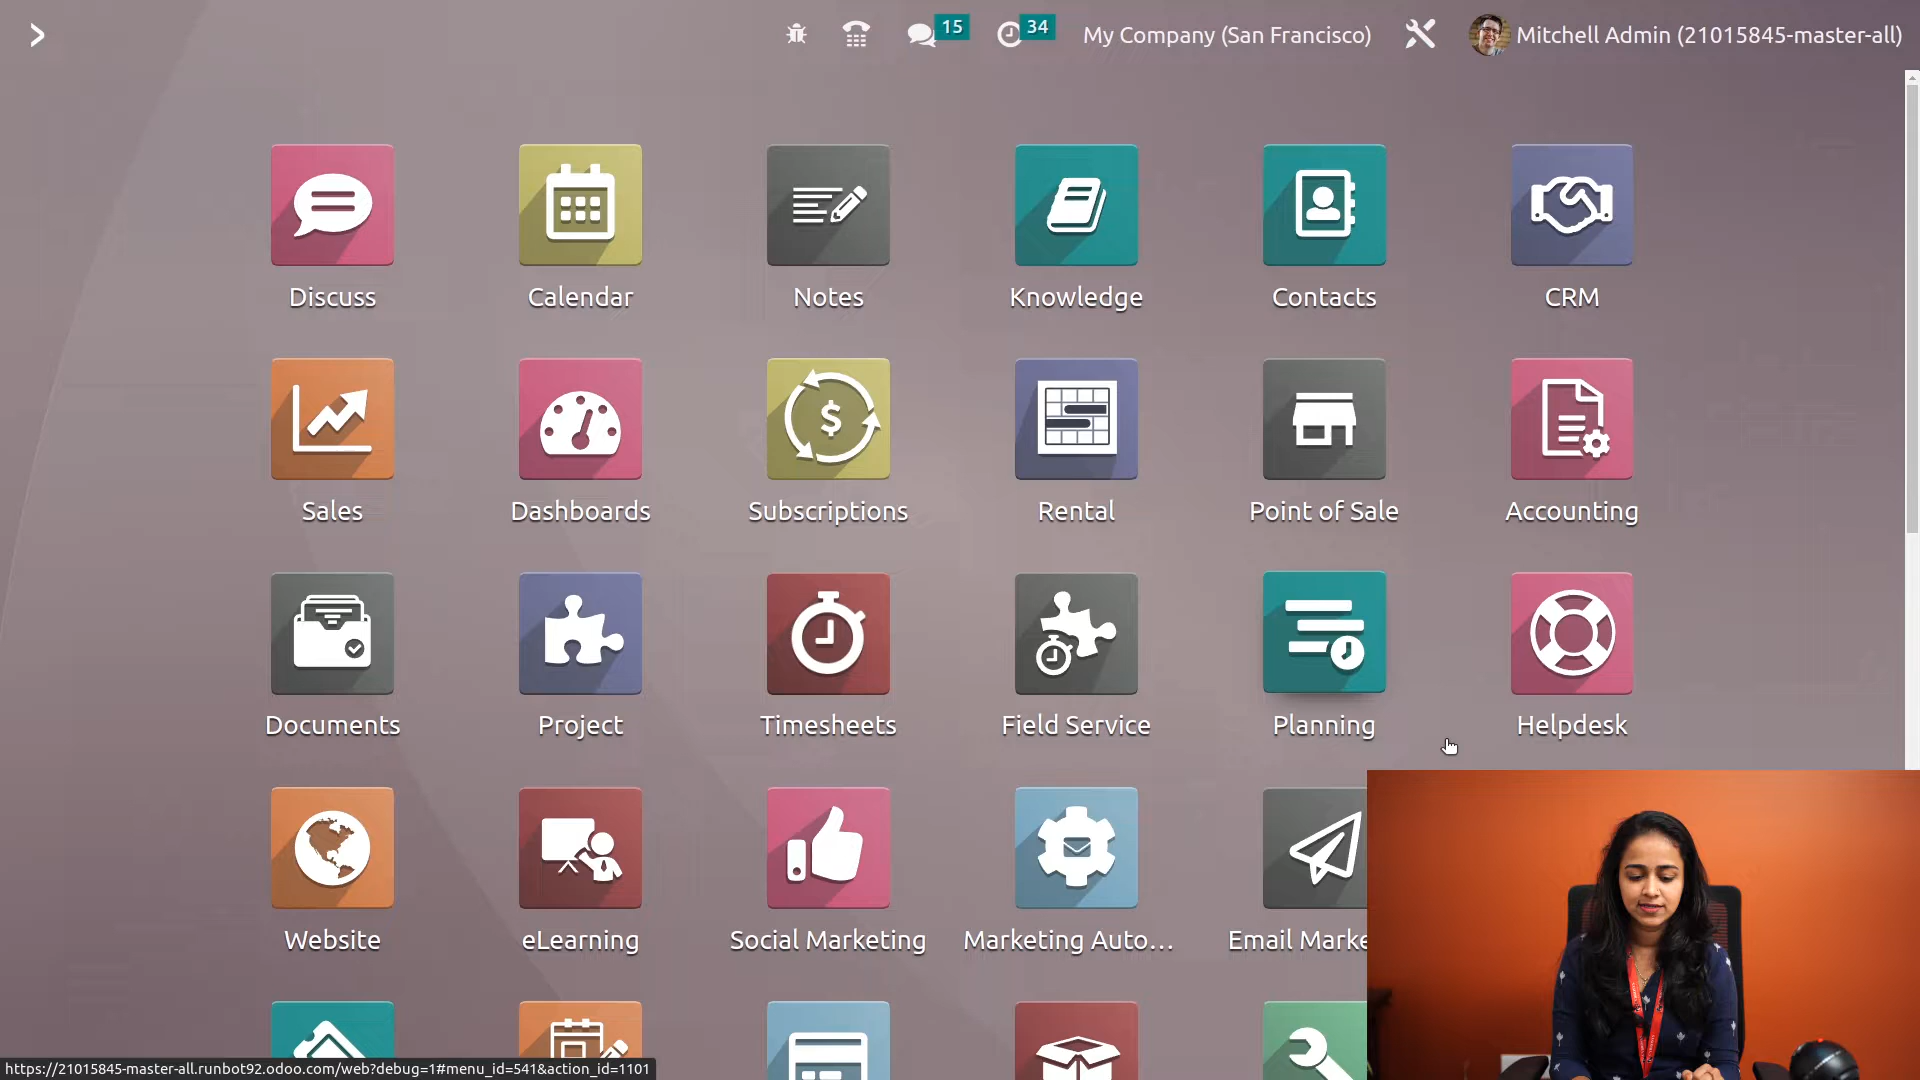 15
34
My Company (San Francisco)
Mitchell Admin (21015845-master-all)
Discuss
Calendar
Notes
Knowledge
Contacts
CRM
Sales
Dashboards
Subscriptions
Rental
Point of Sale
Accounting
Documents
Project
Timesheets
Field Service
Planning
Helpdesk
Website
eLearning
Social Marketing
Marketing Auto...
Email Marke
https://21015845-master-all.runbot92.odoo.com/web?debug=1#menu_id=541&action_id=1101